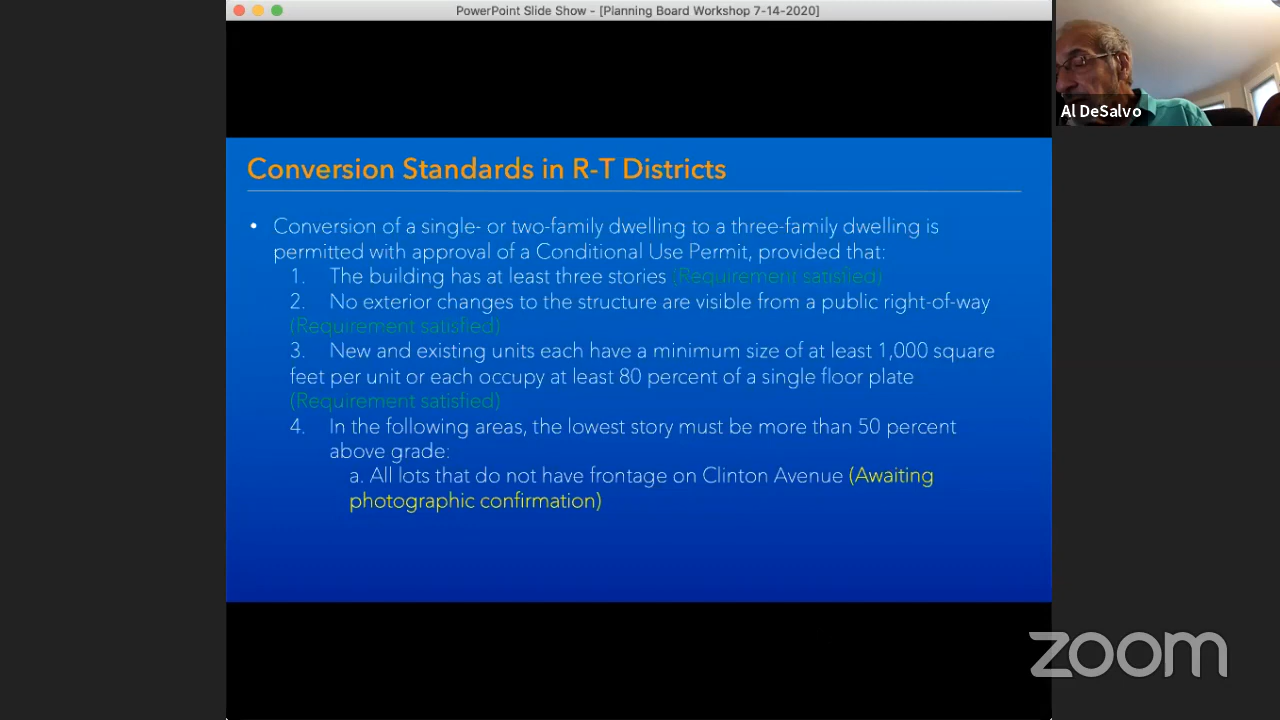 PowerPoint Slide Show - [Planning Board Workshop 7-14-2020]
Al DeSalvo
Conversion Standards in R-T Districts
• Conversion of a single- or two-family dwelling to a three-family dwelling is
permitted with approval of a Conditional Use Permit, provided that:
1. The building has at least three stories (Requirement satisfied)
2. No exterior changes to the structure are visible from a public right-of-way
(Requirement satisfied)
3. New and existing units each have a minimum size of at least 1,000 square
feet per unit or each occupy at least 80 percent of a single floor plate
(Requirement satisfied)
4. In the following areas, the lowest story must be more than 50 percent
above grade:
a. All lots that do not have frontage on Clinton Avenue (Awaiting
photographic confirmation)
zoom